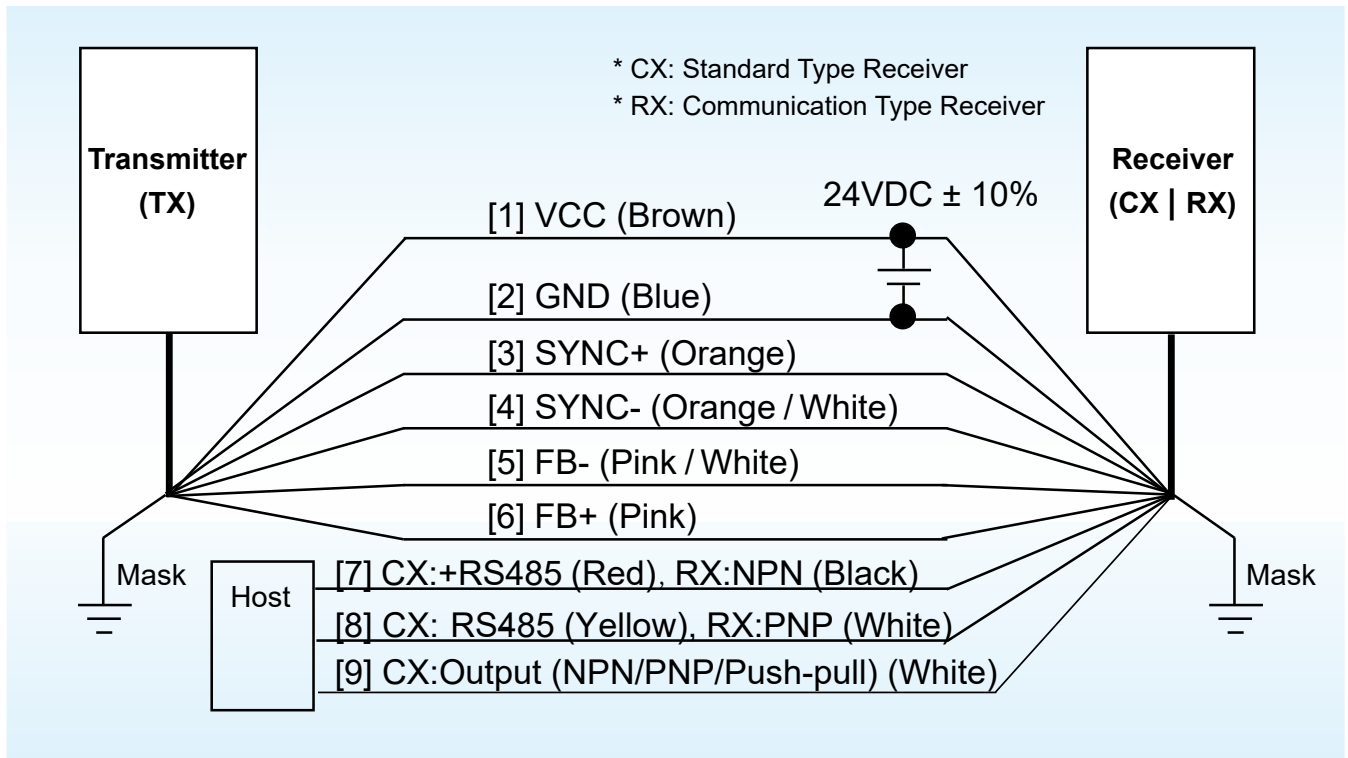 * CX: Standard Type Receiver
* RX: Communication Type Receiver
Transmitter
(TX)
Receiver
(CX | RX)
24VDC ± 10%
[1] VCC (Brown)
[2] GND (Blue)
[3] SYNC+ (Orange)
[4] SYNC- (Orange / White)
[5] FB- (Pink / White)
[6] FB+ (Pink)
Mask
Host
[7] CX:+RS485 (Red), RX:NPN (Black)
Mask
[8] CX: RS485 (Yellow), RX:PNP (White)
[9] CX:Output (NPN/PNP/Push-pull) (White)